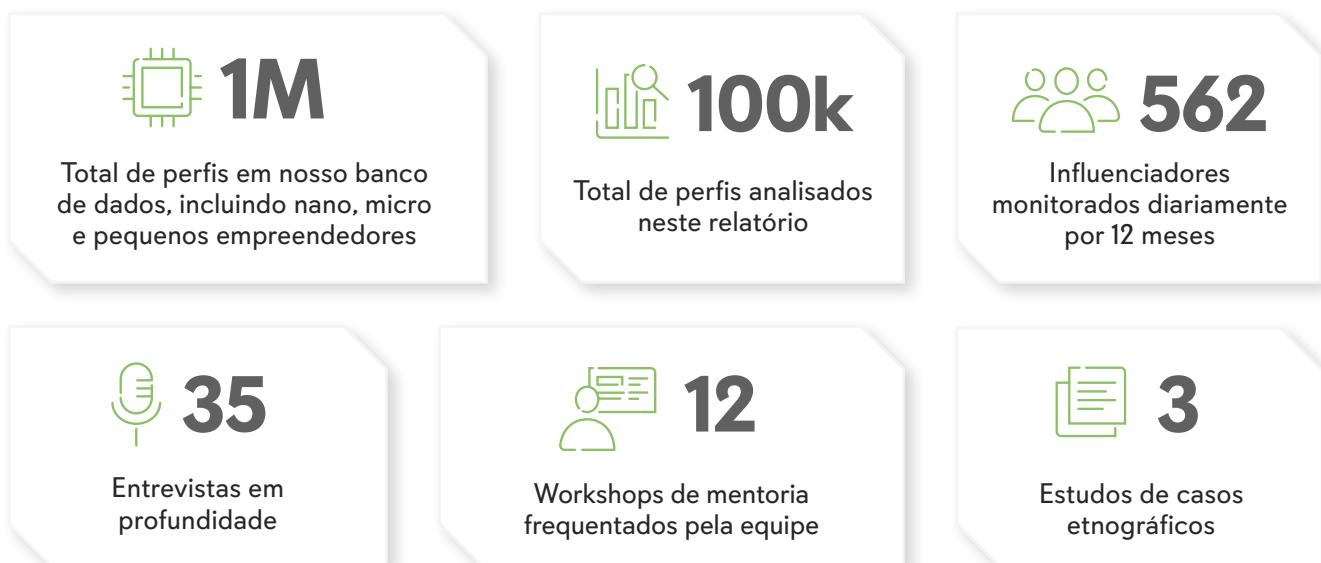 1M
Total de perfis em nosso banco
de dados, incluindo nano, micro
e pequenos empreendedores
100k
Total de perfis analisados
neste relatório
562
Influenciadores
monitorados diariamente
por 12 meses
35
Entrevistas em
profundidade
12
Workshops de mentoria
frequentados pela equipe
3
Estudos de casos
etnográficos